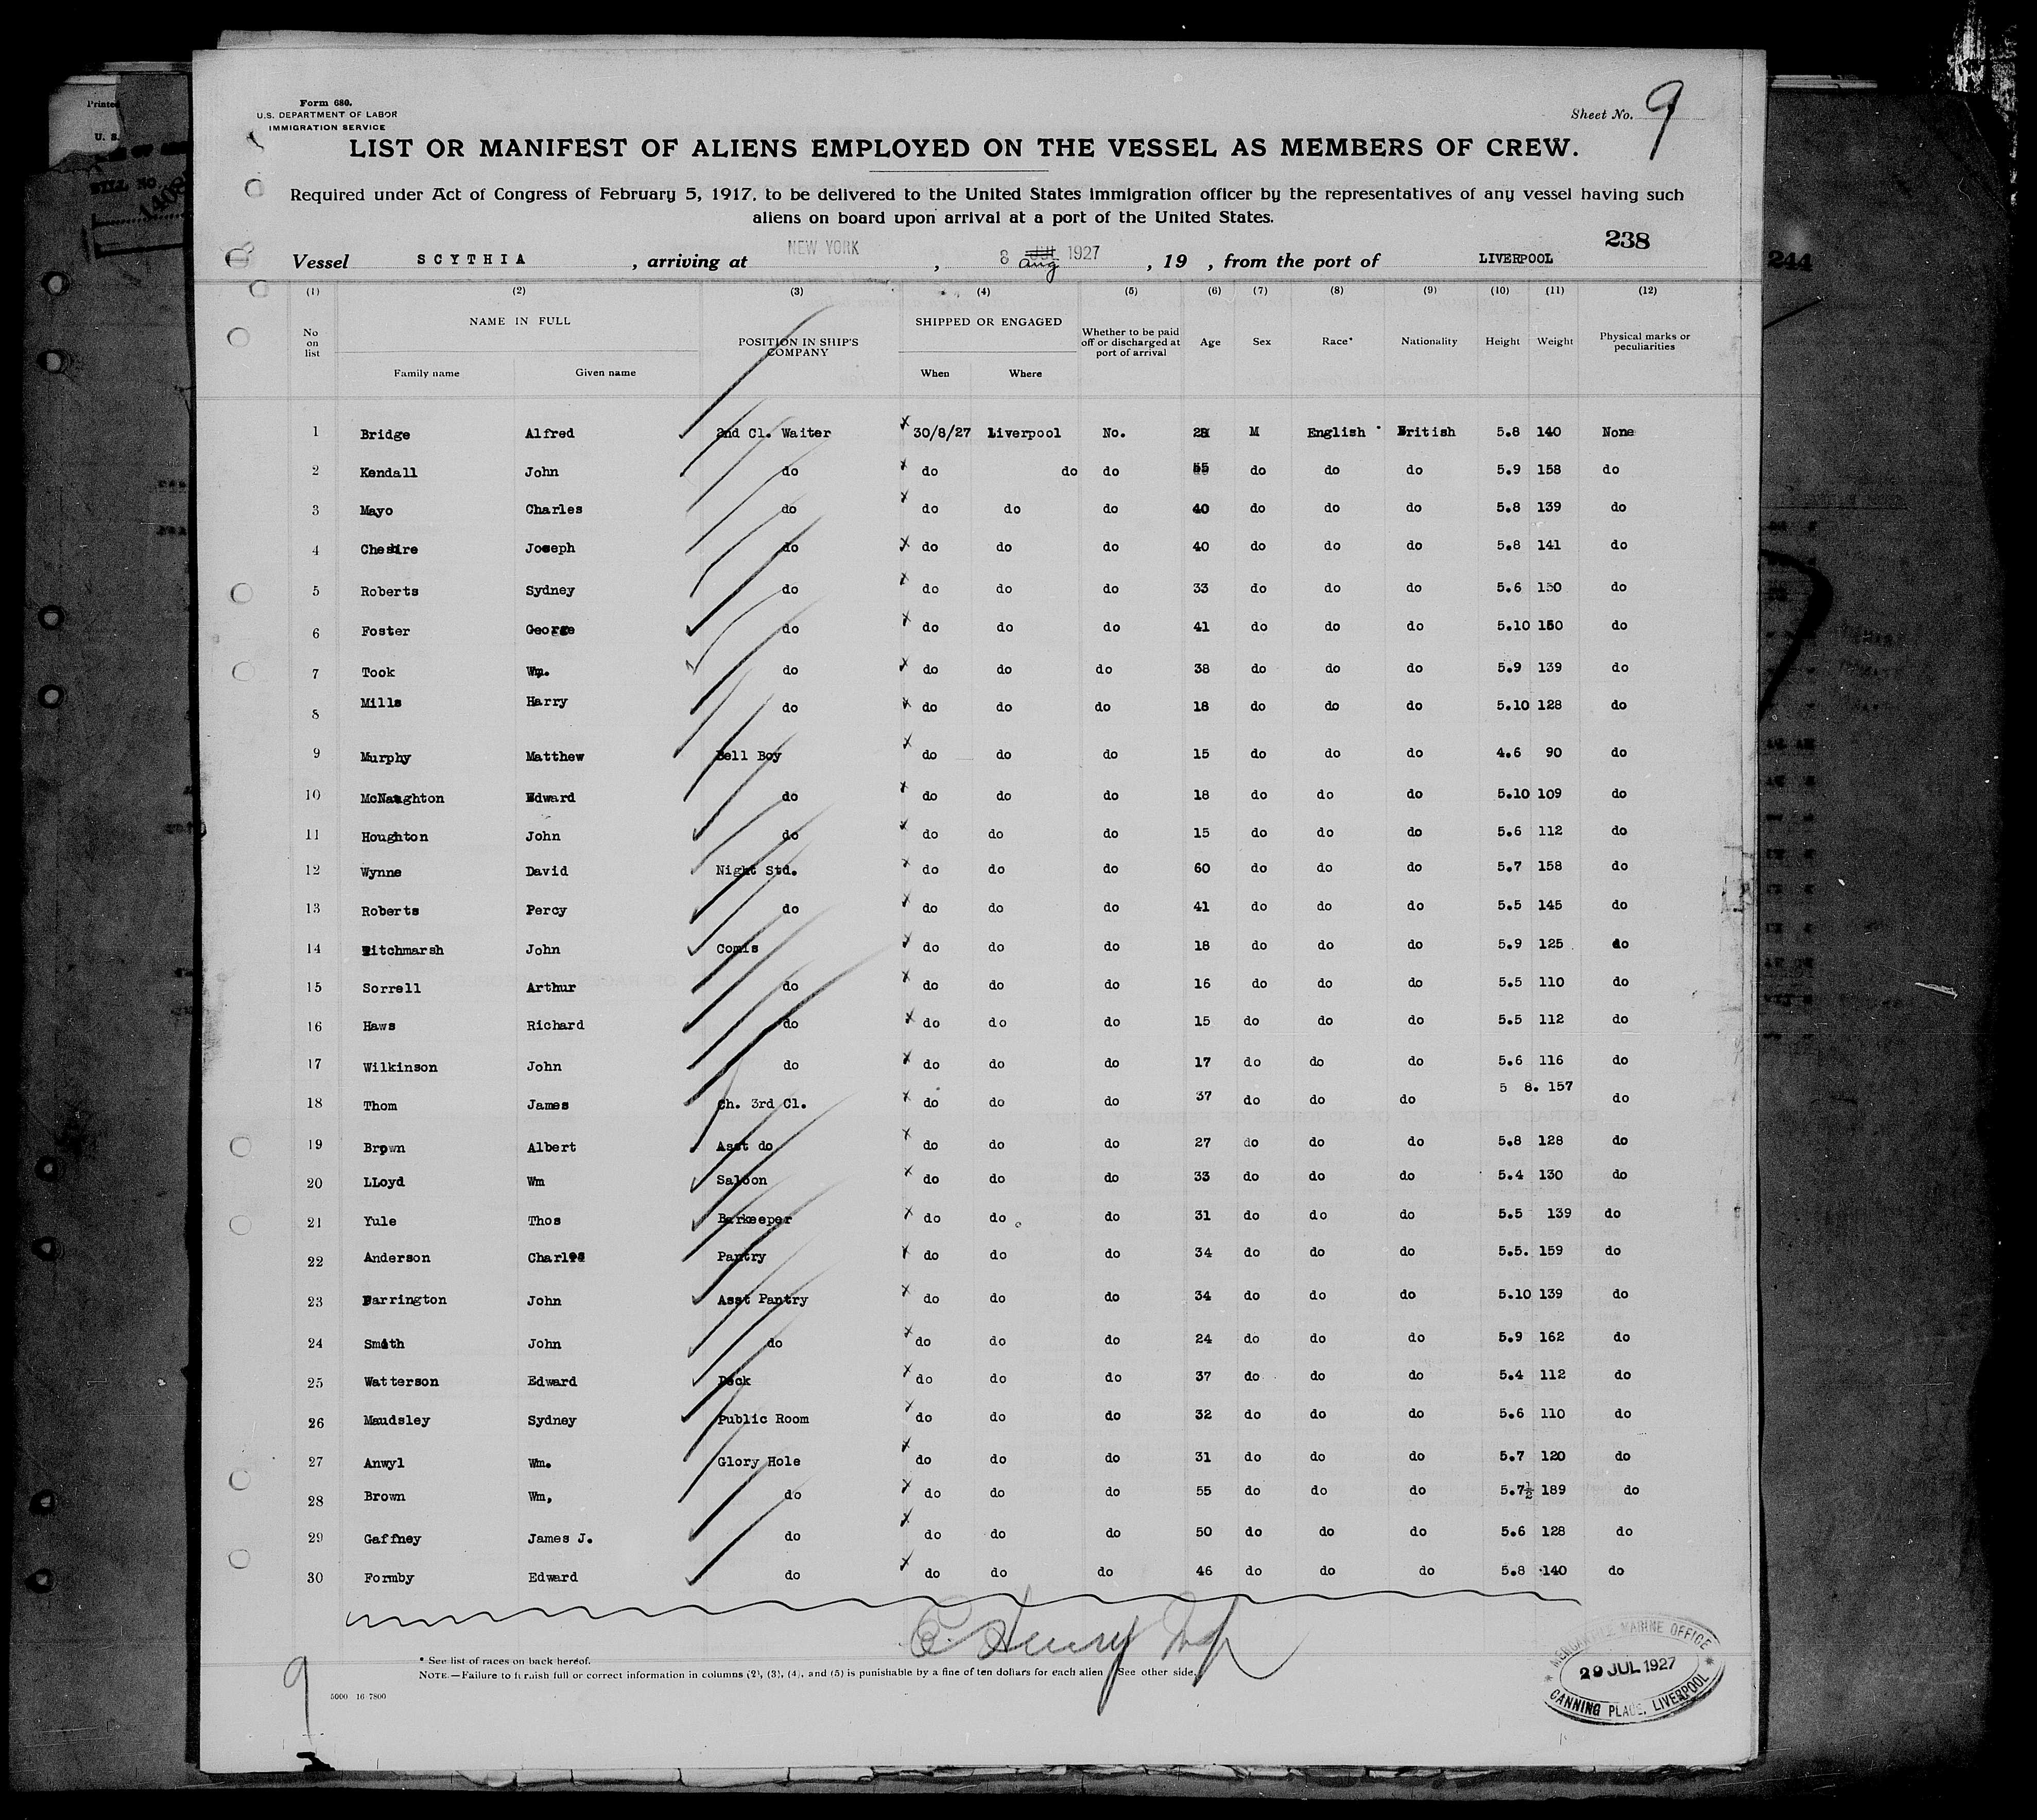 Form 680.
U.S. DEPARTMENT OF LABOR
IMMIGRATION SERVICE
Sheet No. 9
LIST OR MANIFEST OF ALIENS EMPLOYED ON THE VESSEL AS MEMBERS OF CREW.
Required under Act of Congress of February 5, 1917, to be delivered to the United States immigration officer by the representatives of any vessel having such
aliens on board upon arrival at a port of the United States.
238
Vessel SCYTHIA, arriving at NEW YORK, 8 Jul Aug 1927, 19 , from the port of LIVERPOOL
244
(1) (2) (3) (4) (5) (6) (7) (8) (9) (10) (11) (12)
No on list NAME IN FULL Family name Given name POSITION IN SHIP'S COMPANY SHIPPED OR ENGAGED When Where Whether to be paid off or discharged at port of arrival Age Sex Race* Nationality Height Weight Physical marks or peculiarities
1 Bridge Alfred 2nd Cl. Waiter x 30/8/27 Liverpool No. 28 M English British 5.8 140 None
2 Kendall John do x do do do 55 do do do 5.9 158 do
3 Mayo Charles do x do do do 40 do do do 5.8 139 do
4 Cheshire Joseph do x do do do 40 do do do 5.8 141 do
5 Roberts Sydney do x do do do 33 do do do 5.6 150 do
6 Foster George do x do do do 41 do do do 5.10 150 do
7 Took Wm. do x do do do 38 do do do 5.9 139 do
8 Mills Harry do x do do do 18 do do do 5.10 128 do
9 Murphy Matthew Bell Boy x do do do 15 do do do 4.6 90 do
10 McNaughton Edward do x do do do 18 do do do 5.10 109 do
11 Houghton John do x do do do 15 do do do 5.6 112 do
12 Wynne David Night Std. x do do do 60 do do do 5.7 158 do
13 Roberts Percy do x do do do 41 do do do 5.5 145 do
14 Titchmarsh John Comis x do do do 18 do do do 5.9 125 do
15 Sorrell Arthur do x do do do 16 do do do 5.5 110 do
16 Haws Richard do x do do do 15 do do do 5.5 112 do
17 Wilkinson John do x do do do 17 do do do 5.6 116 do
18 Thom James Ch. 3rd Cl. x do do do 37 do do do 5 8. 157 do
19 Brown Albert Asst do x do do do 27 do do do 5.8 128 do
20 LLoyd Wm Saloon x do do do 33 do do do 5.4 130 do
21 Yule Thos Barkeeper x do do do 31 do do do 5.5 139 do
22 Anderson Charles Pantry x do do do 34 do do do 5.5. 159 do
23 Farrington John Asst Pantry x do do do 34 do do do 5.10 139 do
24 Smith John do x do do do 24 do do do 5.9 162 do
25 Watterson Edward Deck x do do do 37 do do do 5.4 112 do
26 Maudsley Sydney Public Room x do do do 32 do do do 5.6 110 do
27 Anwyl Wm. Glory Hole x do do do 31 do do do 5.7 120 do
28 Brown Wm, do x do do do 55 do do do 5.7½ 189 do
29 Gaffney James J. do x do do do 50 do do do 5.6 128 do
30 Formby Edward do x do do do 46 do do do 5.8 140 do
* See list of races on back hereof.
NOTE.—Failure to furnish full or correct information in columns (2), (3), (4), and (5) is punishable by a fine of ten dollars for each alien See other side.
9
5000 16-7800
MERCANTILE MARINE OFFICE
29 JUL 1927
CANNING PLACE, LIVERPOOL